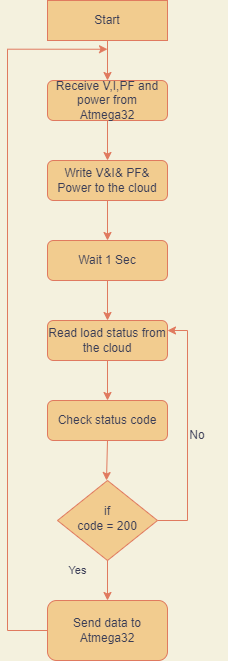 Start
Receive V,I,PF and
power from
Atmega32
Write V&I& PF&
Power to the cloud
Wait 1 Sec
Read load status from
the cloud
Check status code
No
if
code = 200
Yes
Send data to
Atmega32